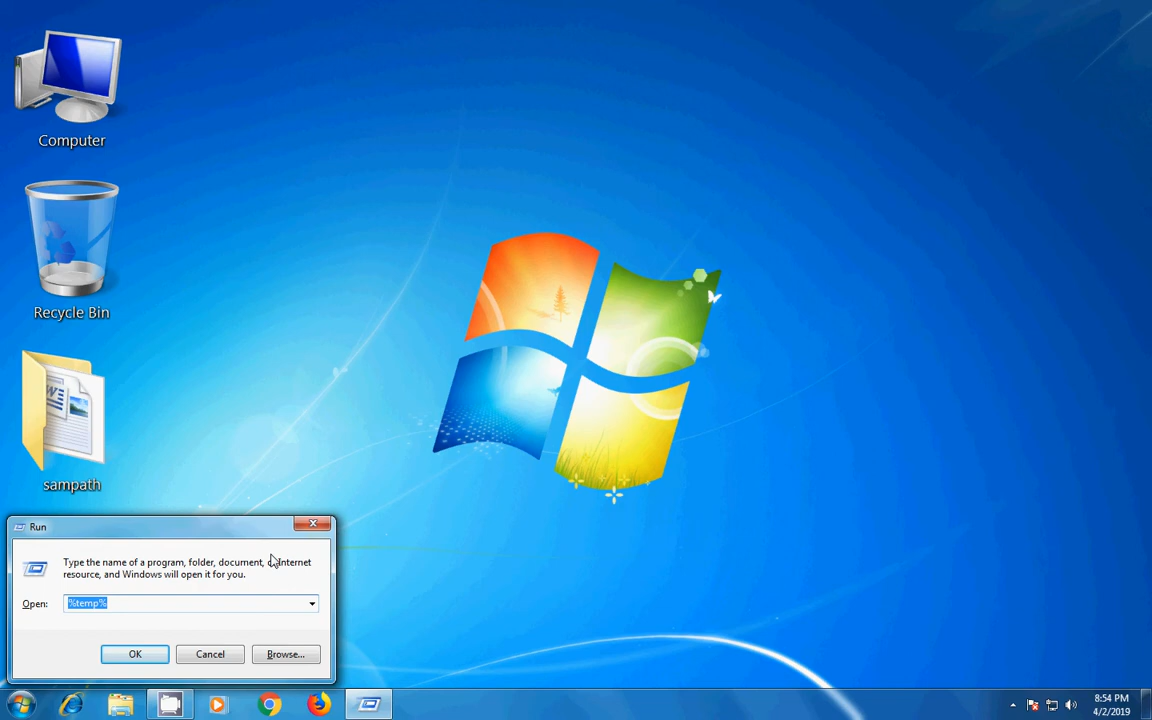 Computer
Recycle Bin
sampath
Run
Type the name of a program, folder, document, or Internet
resource, and Windows will open it for you.
Open: %temp%
OK Cancel Browse...
8:54 PM
4/2/2019